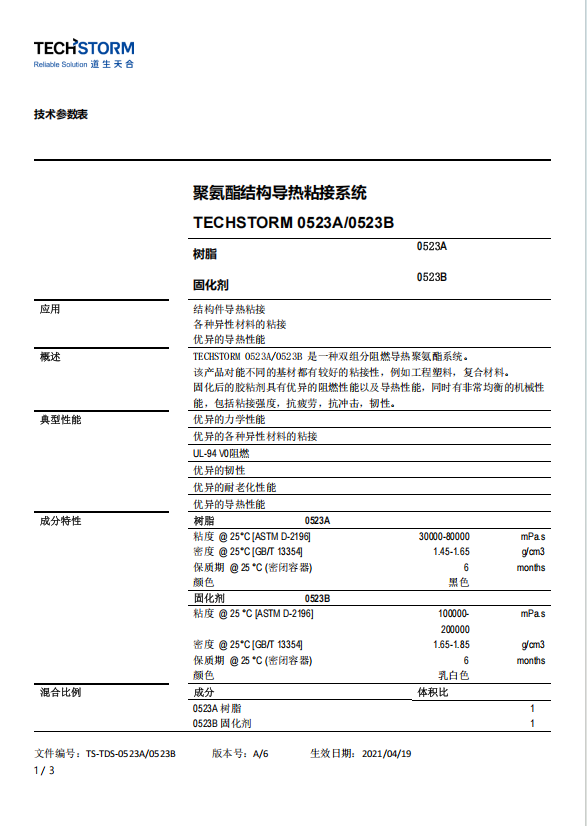 TECHSTORM
Reliable Solution 道生天合
技术参数表
聚氨酯结构导热粘接系统
TECHSTORM 0523A/0523B
树脂 0523A
固化剂 0523B
应用 结构件导热粘接
各种异性材料的粘接
优异的导热性能
概述 TECHSTORM 0523A/0523B 是一种双组分阻燃导热聚氨酯系统。
该产品对能不同的基材都有较好的粘接性，例如工程塑料，复合材料。
固化后的胶粘剂具有优异的阻燃性能以及导热性能，同时有非常均衡的机械性
能，包括粘接强度，抗疲劳，抗冲击，韧性。
典型性能 优异的力学性能
优异的各种异性材料的粘接
UL-94 V0阻燃
优异的韧性
优异的耐老化性能
优异的导热性能
成分特性 树脂 0523A
粘度 @ 25°C [ASTM D-2196] 30000-80000 mPa.s
密度 @ 25°C [GB/T 13354] 1.45-1.65 g/cm3
保质期 @ 25 °C (密闭容器) 6 months
颜色 黑色
固化剂 0523B
粘度 @ 25 °C [ASTM D-2196] 100000- mPa.s
200000
密度 @ 25°C [GB/T 13354] 1.65-1.85 g/cm3
保质期 @ 25 °C (密闭容器) 6 months
颜色 乳白色
混合比例 成分 体积比
0523A 树脂 1
0523B 固化剂 1
文件编号：TS-TDS-0523A/0523B 版本号：A/6 生效日期：2021/04/19
1 / 3